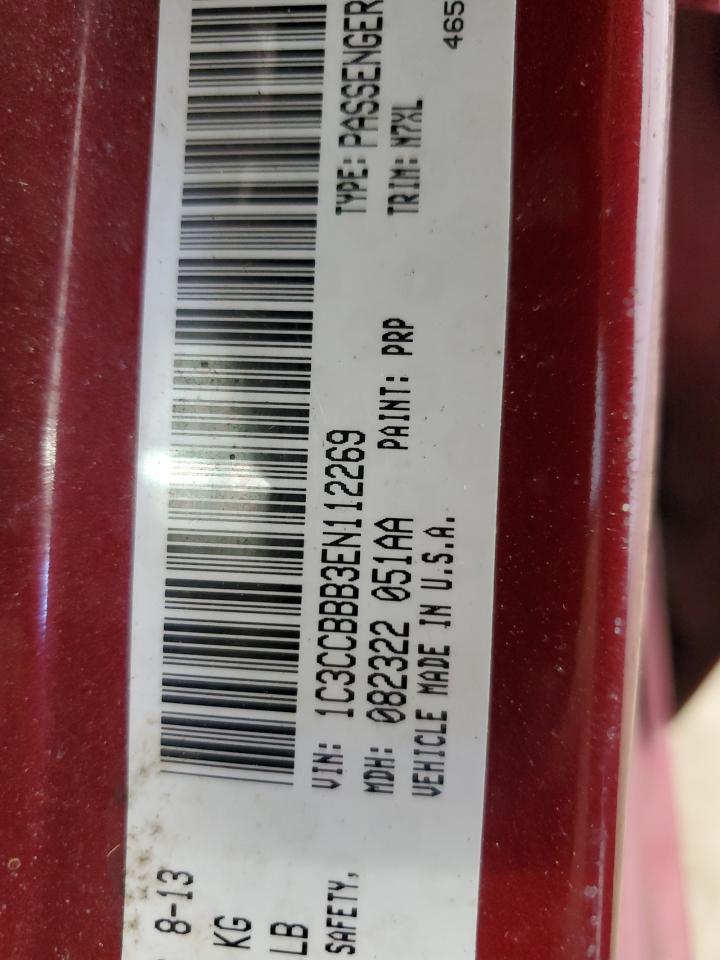 8-13
KG
LB
SAFETY,
VIN: 1C3CCBBB3EN112269 TYPE: PASSENGER
MDH: 082322 051AA PAINT: PRP TRIM: M7XL
VEHICLE MADE IN U.S.A. 465